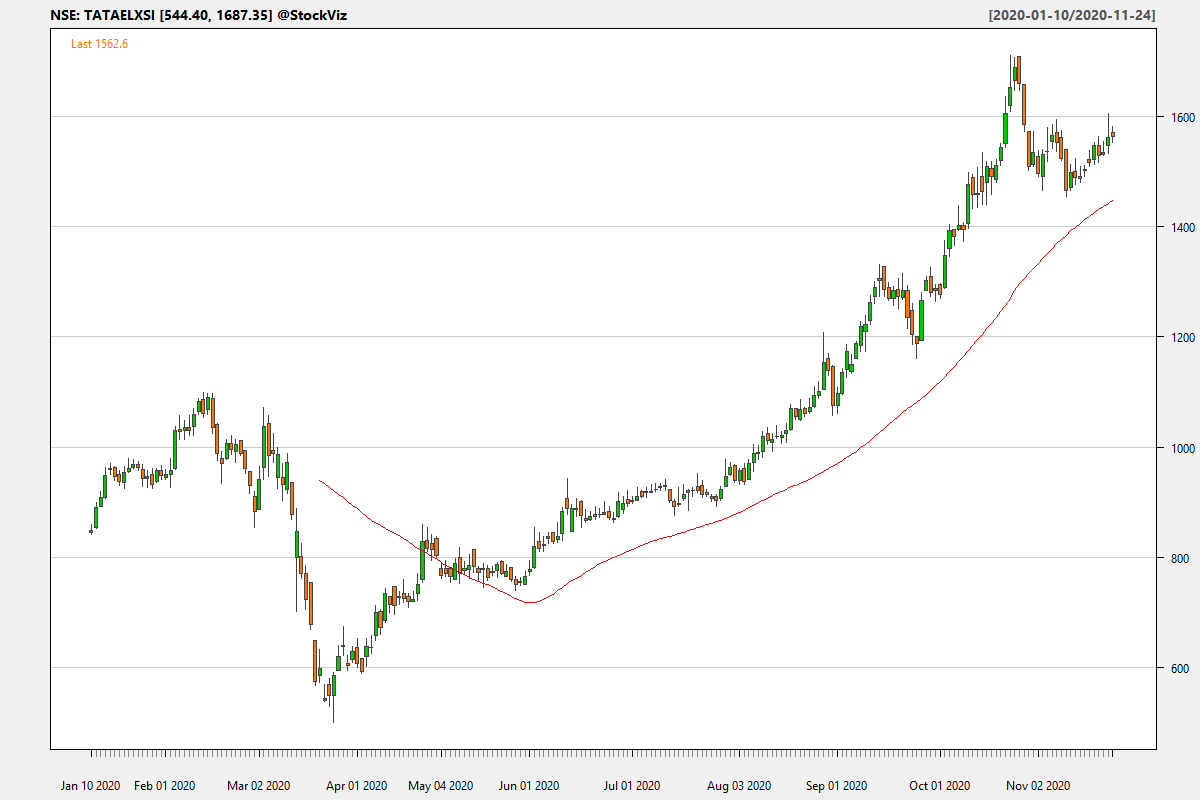 NSE: TATAELXSI [544.40, 1687.35] @StockViz [2020-01-10/2020-11-24]
Last 1562.6
1600
1400
1200
1000
800
600
Jan 10 2020 Feb 01 2020 Mar 02 2020 Apr 01 2020 May 04 2020 Jun 01 2020 Jul 01 2020 Aug 03 2020 Sep 01 2020 Oct 01 2020 Nov 02 2020